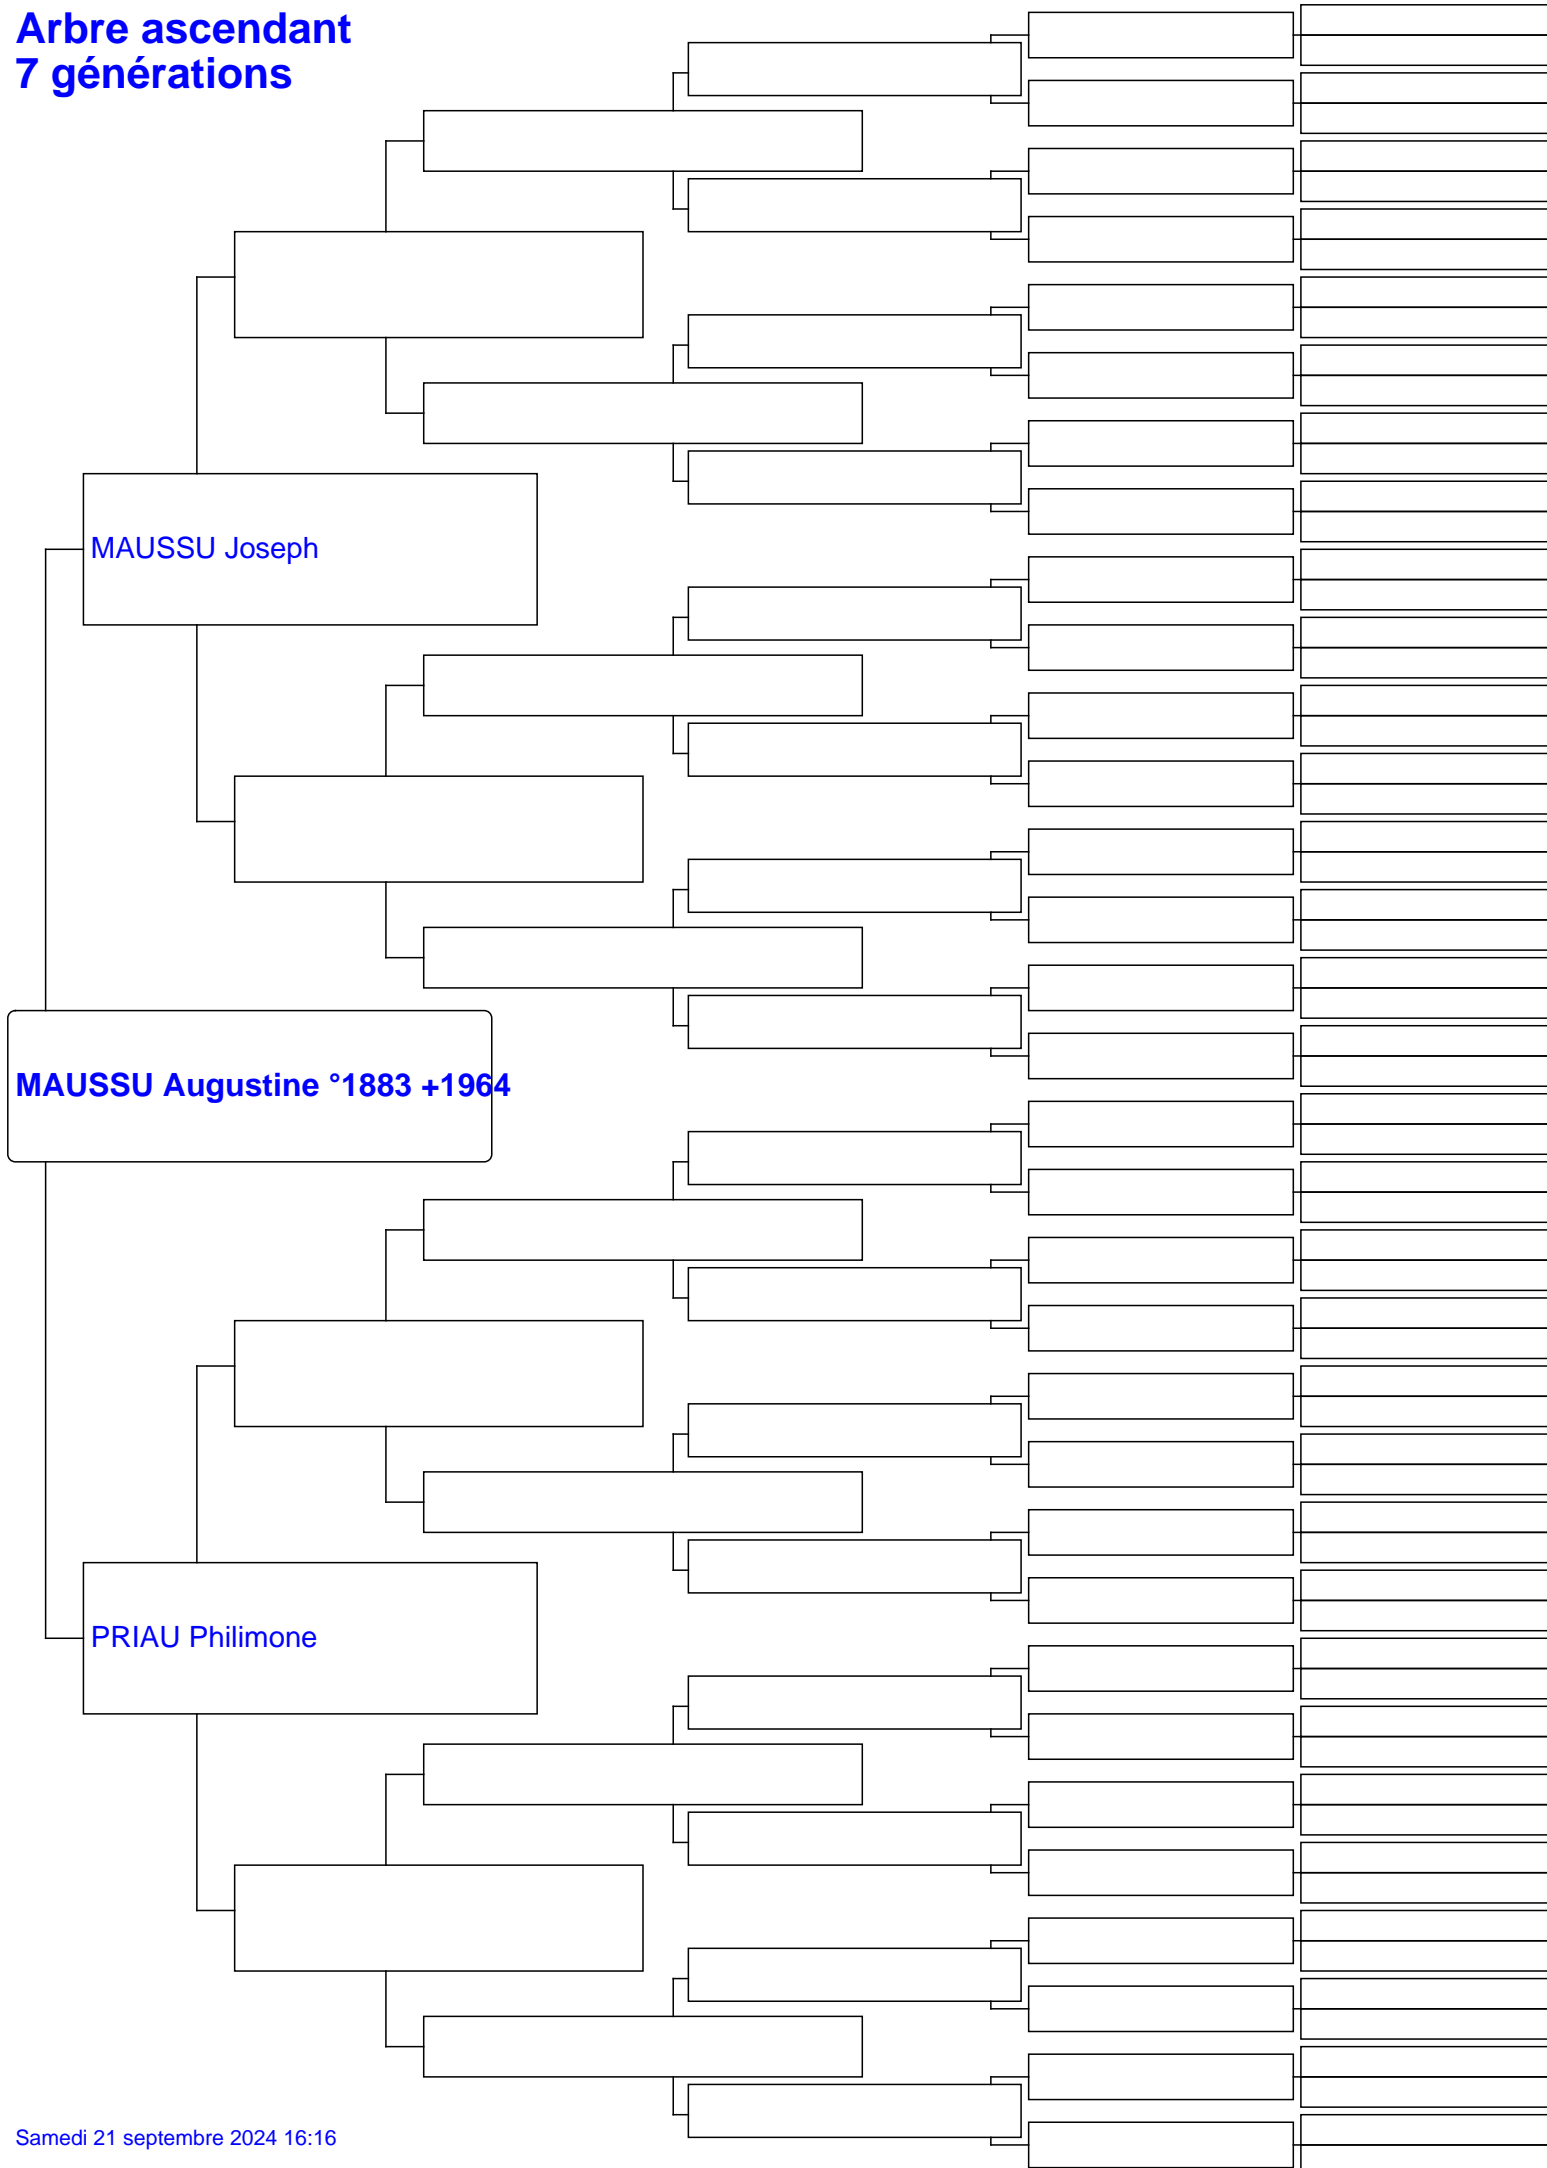 Arbre ascendant
7 générations
MAUSSU Joseph
MAUSSU Augustine °1883 +1964
PRIAU Philimone
Samedi 21 septembre 2024 16:16